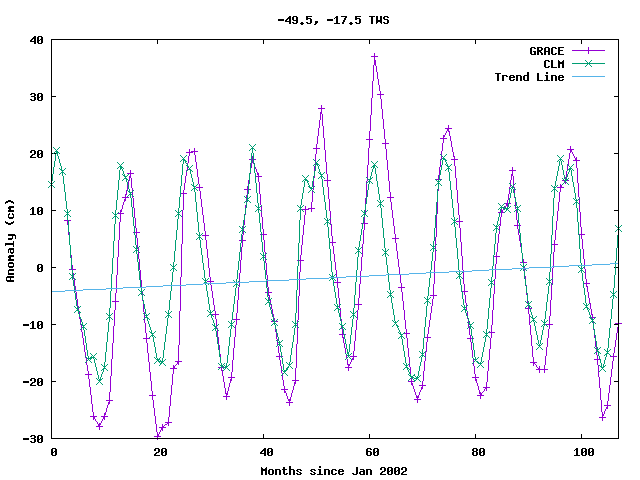 -49.5, -17.5 TWS
40
30
20
10
0
-10
-20
-30
0 20 40 60 80 100
Anomaly (cm)
Months since Jan 2002
GRACE
CLM
Trend Line